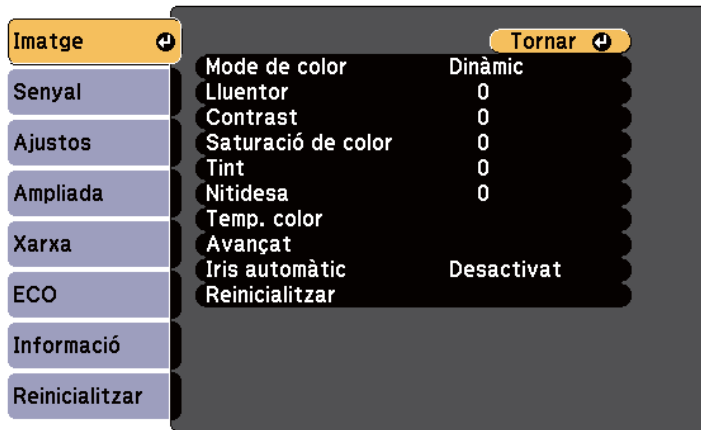 Imatge
Senyal
Ajustos
Ampliada
Xarxa
ECO
Informació
Reinicialitzar
Tornar
Mode de color Dinàmic
Lluentor 0
Contrast 0
Saturació de color 0
Tint 0
Nitidesa 0
Temp. color
Avançat
Iris automàtic Desactivat
Reinicialitzar